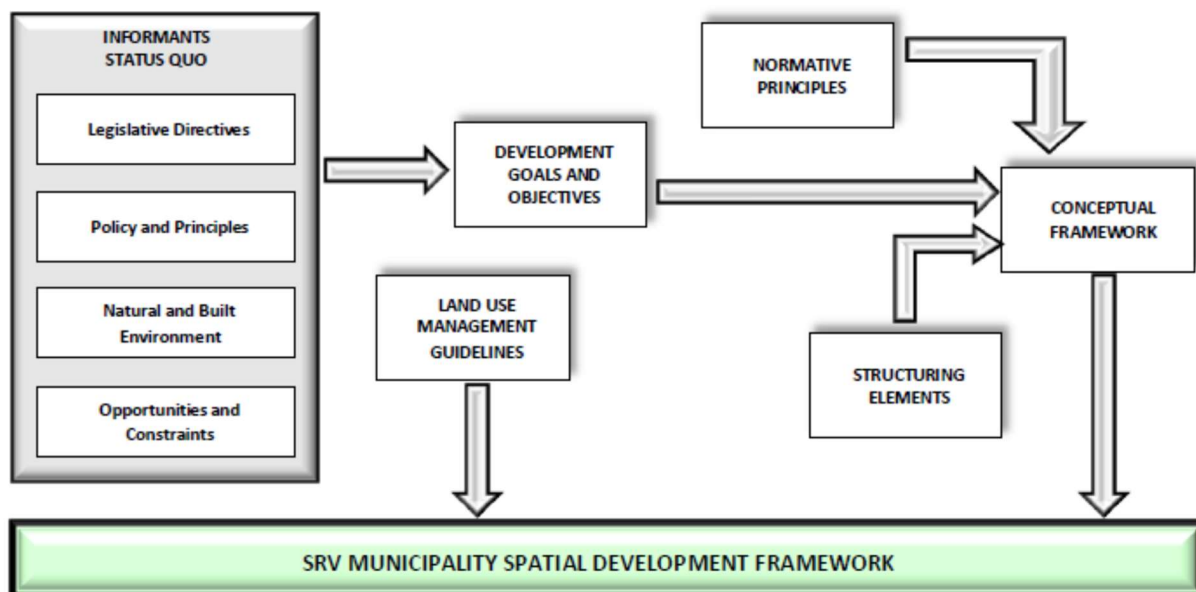 INFORMANTS
STATUS QUO
Legislative Directives
Policy and Principles
Natural and Built
Environment
Opportunities and
Constraints
DEVELOPMENT
GOALS AND
OBJECTIVES
LAND USE
MANAGEMENT
GUIDELINES
NORMATIVE
PRINCIPLES
CONCEPTUAL
FRAMEWORK
STRUCTURING
ELEMENTS
SRV MUNICIPALITY SPATIAL DEVELOPMENT FRAMEWORK